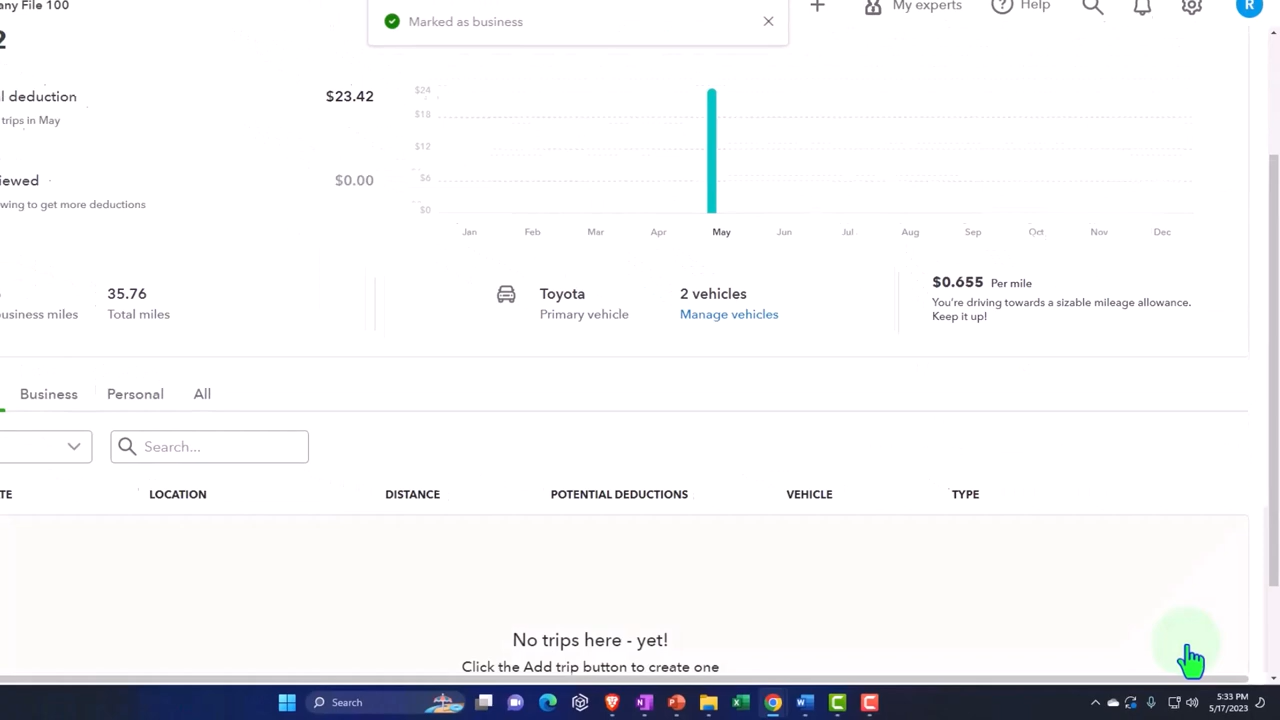 any File 100
My experts
Help
R
Marked as business
2
l deduction
$23.42
trips in May
iewed
$0.00
wing to get more deductions
$24
$18
$12
$6
$0
Jan Feb Mar Apr May Jun Jul Aug Sep Oct Nov Dec
35.76
usiness miles
Total miles
Toyota
Primary vehicle
2 vehicles
Manage vehicles
$0.655 Per mile
You're driving towards a sizable mileage allowance.
Keep it up!
Business Personal All
Search...
TE LOCATION DISTANCE POTENTIAL DEDUCTIONS VEHICLE TYPE
No trips here - yet!
Click the Add trip button to create one
Search
5:33 PM
5/17/2023